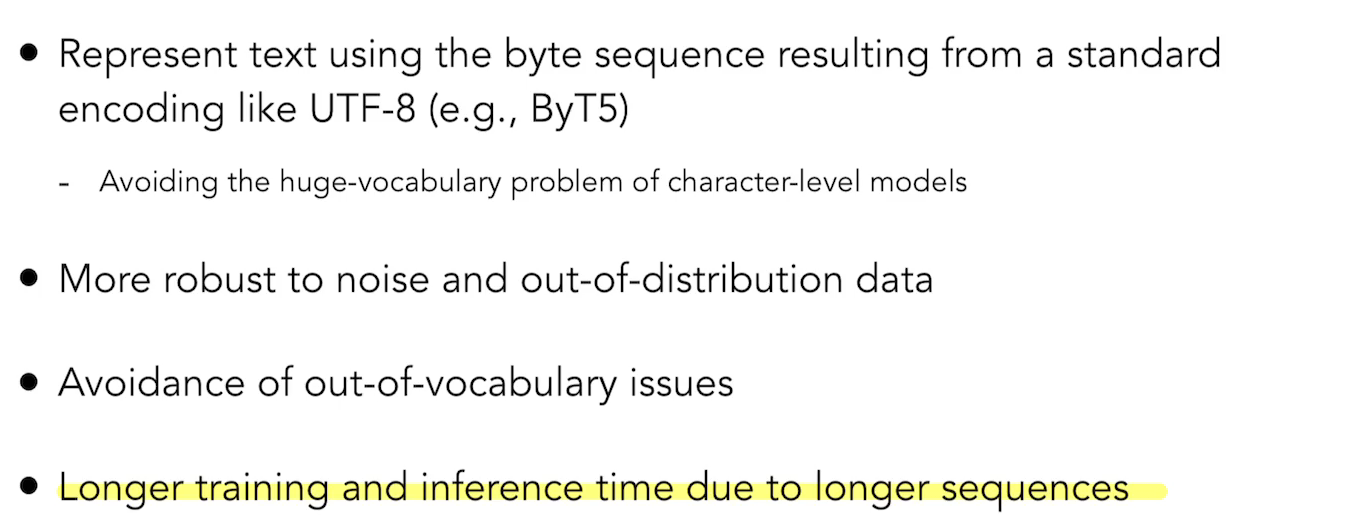 ● Represent text using the byte sequence resulting from a standard
encoding like UTF-8 (e.g., ByT5)
- Avoiding the huge-vocabulary problem of character-level models
● More robust to noise and out-of-distribution data
● Avoidance of out-of-vocabulary issues
● Longer training and inference time due to longer sequences